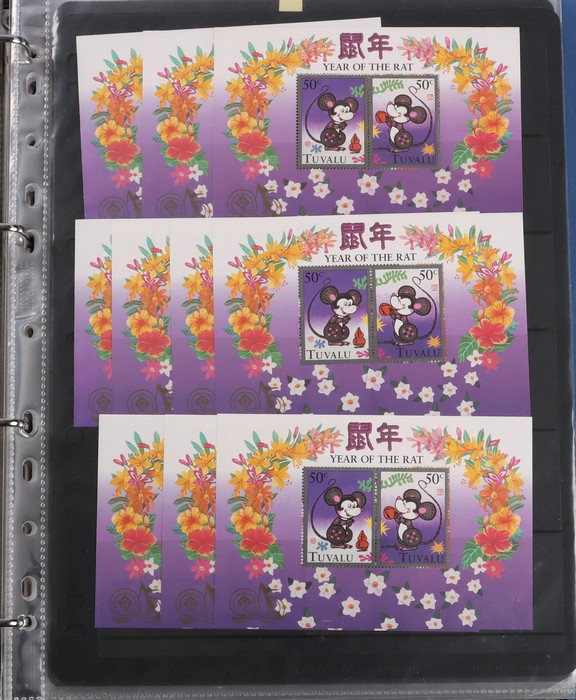 鼠年
YEAR OF THE RAT
50c 50c
TUVALU TUVALU
鼠年
YEAR OF THE RAT
50c 50c
TUVALU TUVALU
鼠年
YEAR OF THE RAT
50c 50c
TUVALU TUVALU